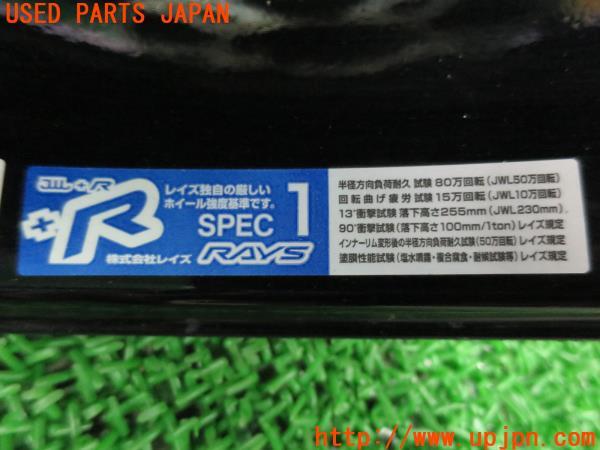 USED PARTS JAPAN
JWL+R
+R
レイズ独自の厳しい
ホイール強度基準です。
SPEC 1
株式会社レイズ RAYS
半径方向負荷耐久 試験 80万回転(JWL50万回転)
回転曲げ疲労 試験 15万回転(JWL10万回転)
13°衝撃試験 落下高さ255mm(JWL230mm)
90°衝撃試験(落下高さ100mm/1ton)レイズ規定
インナーリム変形後の半径方向負荷耐久試験(50万回転)レイズ規定
塗膜性能試験(塩水噴霧・複合腐食・耐候試験等)レイズ規定
http://www.upjpn.com/